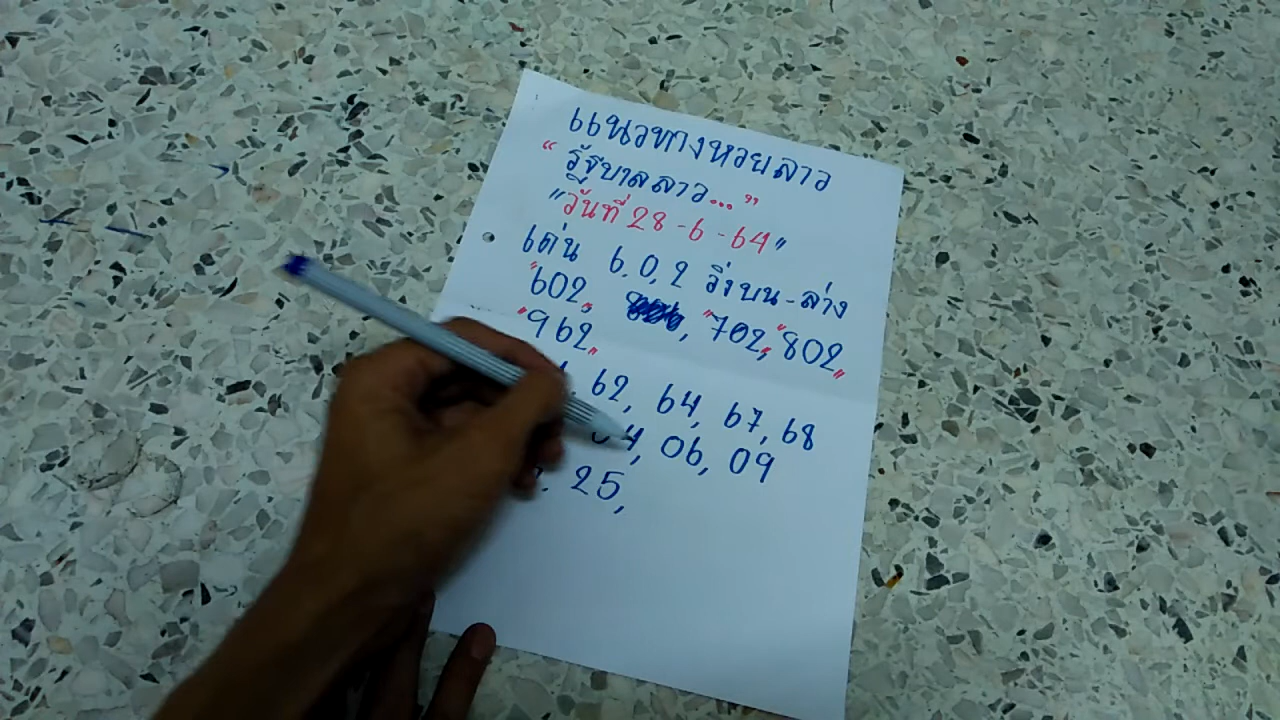 แนวทางหวยลาว
"รัฐบาลลาว..."
"วันที่ 28-6-64"
เด่น 6,0,2 วิ่งบน-ล่าง
"602" , "702" , "802"
"962"
, 62, 64, 67, 68
04, 06, 09
, 25,